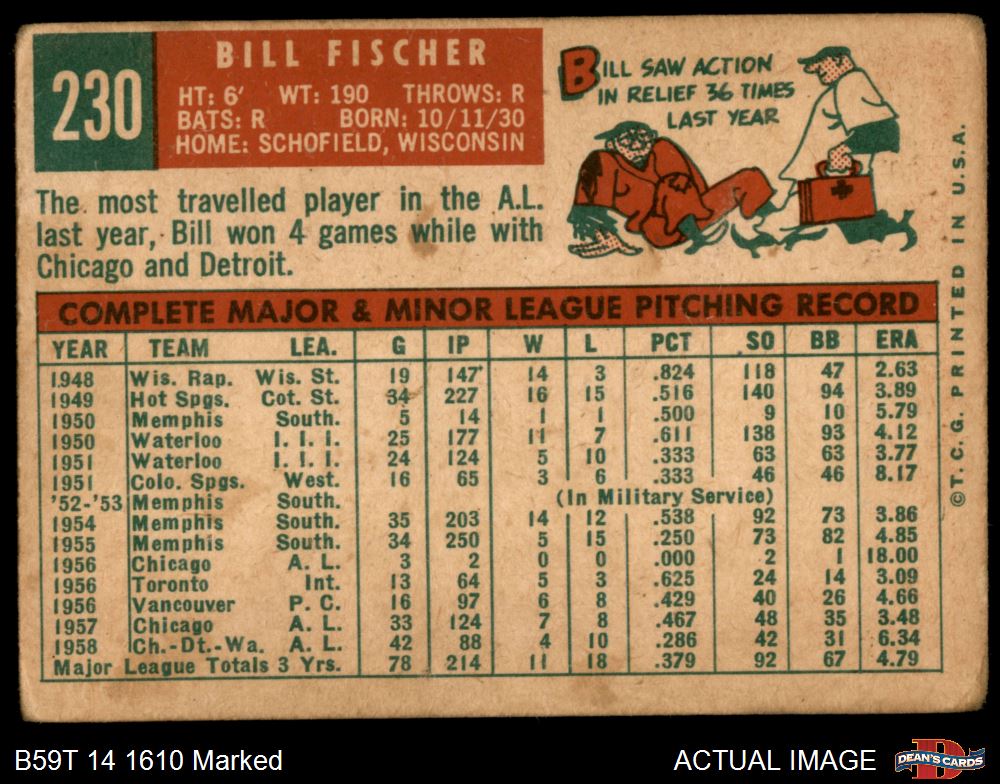 230
BILL FISCHER
HT: 6' WT: 190 THROWS: R
BATS: R BORN: 10/11/30
HOME: SCHOFIELD, WISCONSIN
BILL SAW ACTION
IN RELIEF 36 TIMES
LAST YEAR
The most travelled player in the A.L.
last year, Bill won 4 games while with
Chicago and Detroit.
COMPLETE MAJOR & MINOR LEAGUE PITCHING RECORD
YEAR TEAM LEA. G IP W L PCT SO BB ERA
1948 Wis. Rap. Wis. St. 19 147 14 3 .824 118 47 2.63
1949 Hot Spgs. Cot. St. 34 227 16 15 .516 140 94 3.89
1950 Memphis South. 5 14 1 1 .500 9 10 5.79
1950 Waterloo I. I. I. 25 177 11 7 .611 138 93 4.12
1951 Waterloo I. I. I. 24 124 5 10 .333 63 63 3.77
1951 Colo. Spgs. West. 16 65 3 6 .333 46 46 8.17
'52-'53 Memphis South. (In Military Service)
1954 Memphis South. 35 203 14 12 .538 92 73 3.86
1955 Memphis South. 34 250 5 15 .250 73 82 4.85
1956 Chicago A. L. 3 2 0 0 .000 2 1 18.00
1956 Toronto Int. 13 64 5 3 .625 24 14 3.09
1956 Vancouver P. C. 16 97 6 8 .429 40 26 4.66
1957 Chicago A. L. 33 124 7 8 .467 48 35 3.48
1958 Ch.-Dt.-Wa. A. L. 42 88 4 10 .286 42 31 6.34
Major League Totals 3 Yrs. 78 214 11 18 .379 92 67 4.79
©T. C. G. PRINTED IN U.S.A.
B59T 14 1610 Marked
ACTUAL IMAGE
D
DEAN'S CARDS